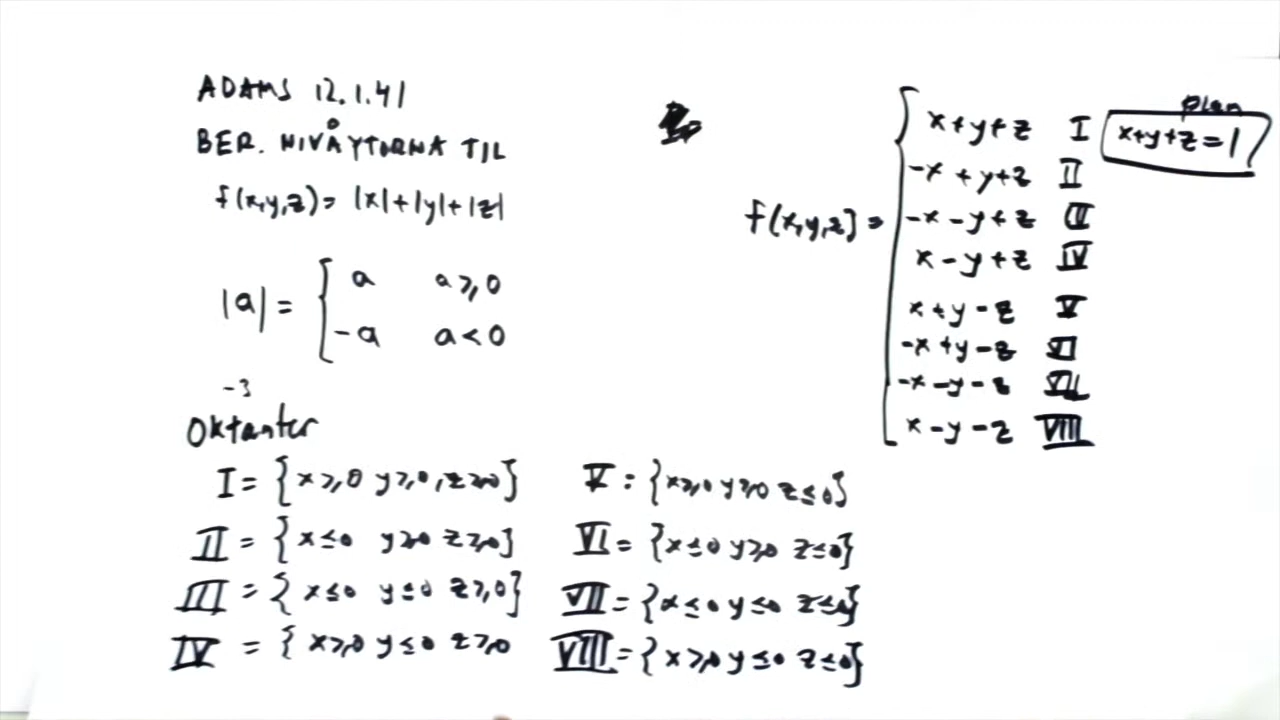 ADAMS 12.1.41
BER. NIVÅYTORNA TIL
f(x,y,z) = |x|+|y|+|z|
|a| = { a a ≥ 0
-a a < 0
-3
Oktanter
I = { x≥0 y≥0, z≥0 }
II = { x≤0 y≥0 z≥0 }
III = { x≤0 y≤0 z≥0 }
IV = { x≥0 y≤0 z≥0
V : { x≥0 y≥0 z≤0 }
VI = { x≤0 y≥0 z≤0 }
VII = { x≤0 y≤0 z≤0 }
VIII = { x≥0 y≤0 z≤0 }
f(x,y,z) = {
x+y+z I
-x+y+z II
-x-y+z III
x-y+z IV
x+y-z V
-x+y-z VI
-x-y-z VII
x-y-z VIII
plan
x+y+z=1